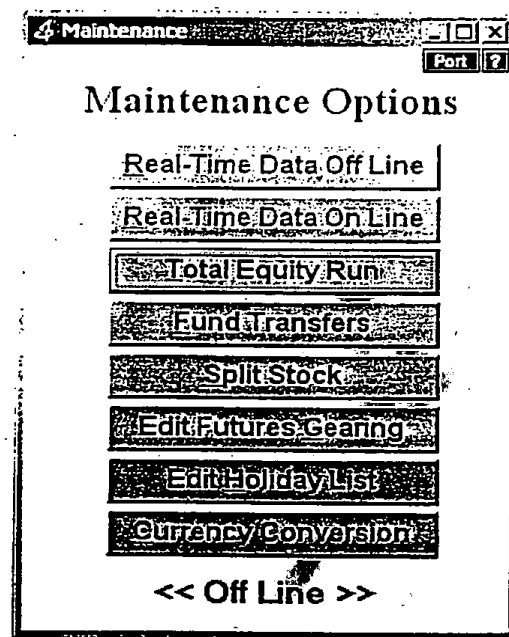 Maintenance
Port ?
Maintenance Options
Real-Time Data Off Line
Real-Time Data On Line
Total Equity Run
Fund Transfers
Split Stock
Edit Futures Gearing
Edit Holiday List
Currency Conversion
<< Off Line >>